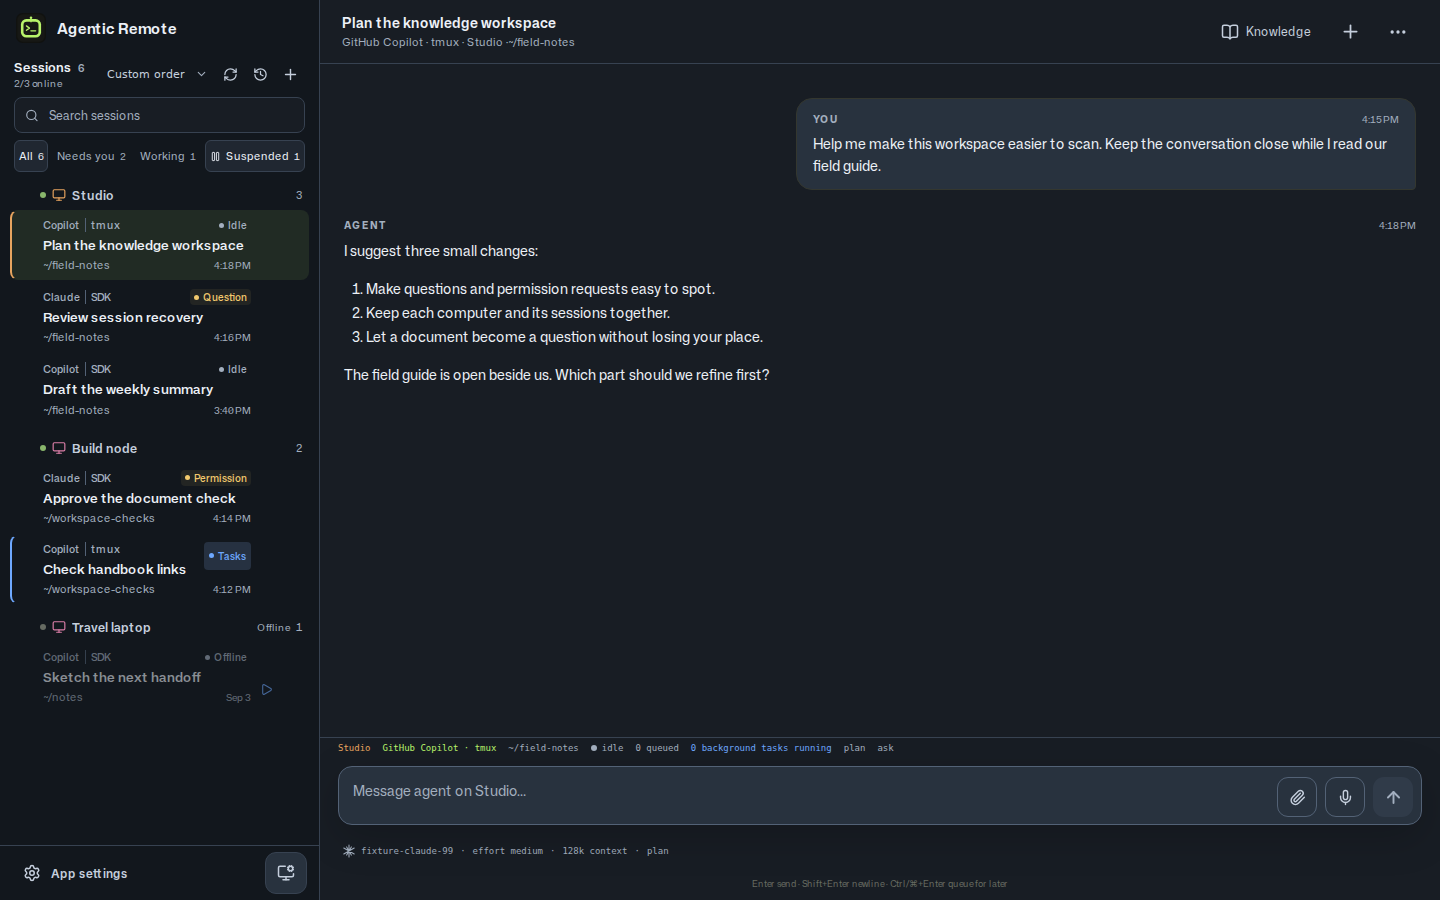 Agentic Remote
Sessions 6
2/3 online
Custom order
Search sessions
All 6
Needs you 2
Working 1
Suspended 1
Studio 3
Copilot | tmux
Idle
Plan the knowledge workspace
~/field-notes
4:18 PM
Claude | SDK
Question
Review session recovery
~/field-notes
4:16 PM
Copilot | SDK
Idle
Draft the weekly summary
~/field-notes
3:40 PM
Build node 2
Claude | SDK
Permission
Approve the document check
~/workspace-checks
4:14 PM
Copilot | tmux
Tasks
Check handbook links
~/workspace-checks
4:12 PM
Travel laptop
Offline 1
Copilot | SDK
Offline
Sketch the next handoff
~/notes
Sep 3
App settings
Plan the knowledge workspace
GitHub Copilot · tmux · Studio · ~/field-notes
Knowledge
YOU
4:15 PM
Help me make this workspace easier to scan. Keep the conversation close while I read our
field guide.
AGENT
4:18 PM
I suggest three small changes:
1. Make questions and permission requests easy to spot.
2. Keep each computer and its sessions together.
3. Let a document become a question without losing your place.
The field guide is open beside us. Which part should we refine first?
Studio GitHub Copilot · tmux ~/field-notes idle 0 queued 0 background tasks running plan ask
Message agent on Studio...
fixture-claude-99 · effort medium · 128k context · plan
Enter send · Shift+Enter newline · Ctrl/⌘+Enter queue for later